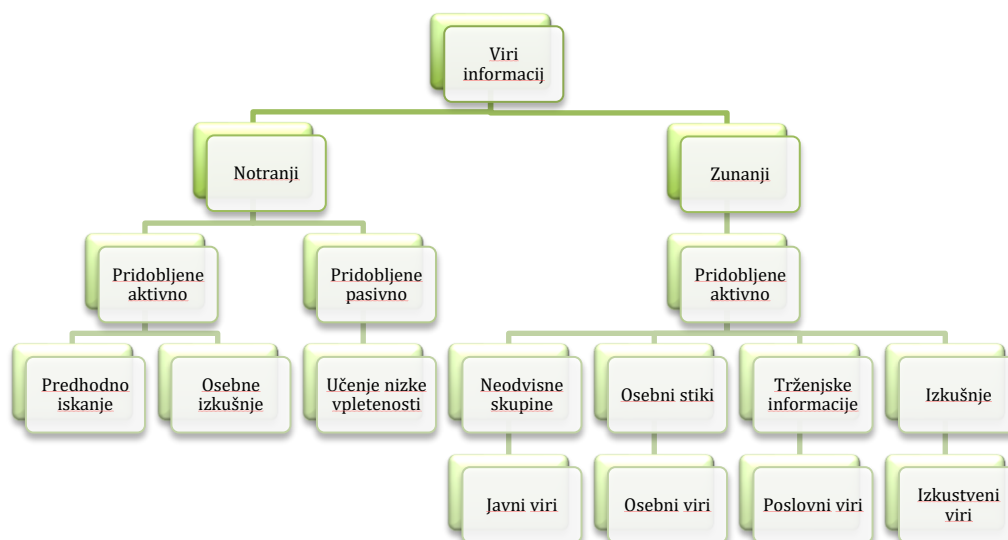 Viri
informacij
Notranji
Zunanji
Pridobljene
aktivno
Pridobljene
pasivno
Pridobljene
aktivno
Predhodno
iskanje
Osebne
izkušnje
Učenje nizke
vpletenosti
Neodvisne
skupine
Osebni stiki
Trženjske
informacije
Izkušnje
Javni viri
Osebni viri
Poslovni viri
Izkustveni
viri